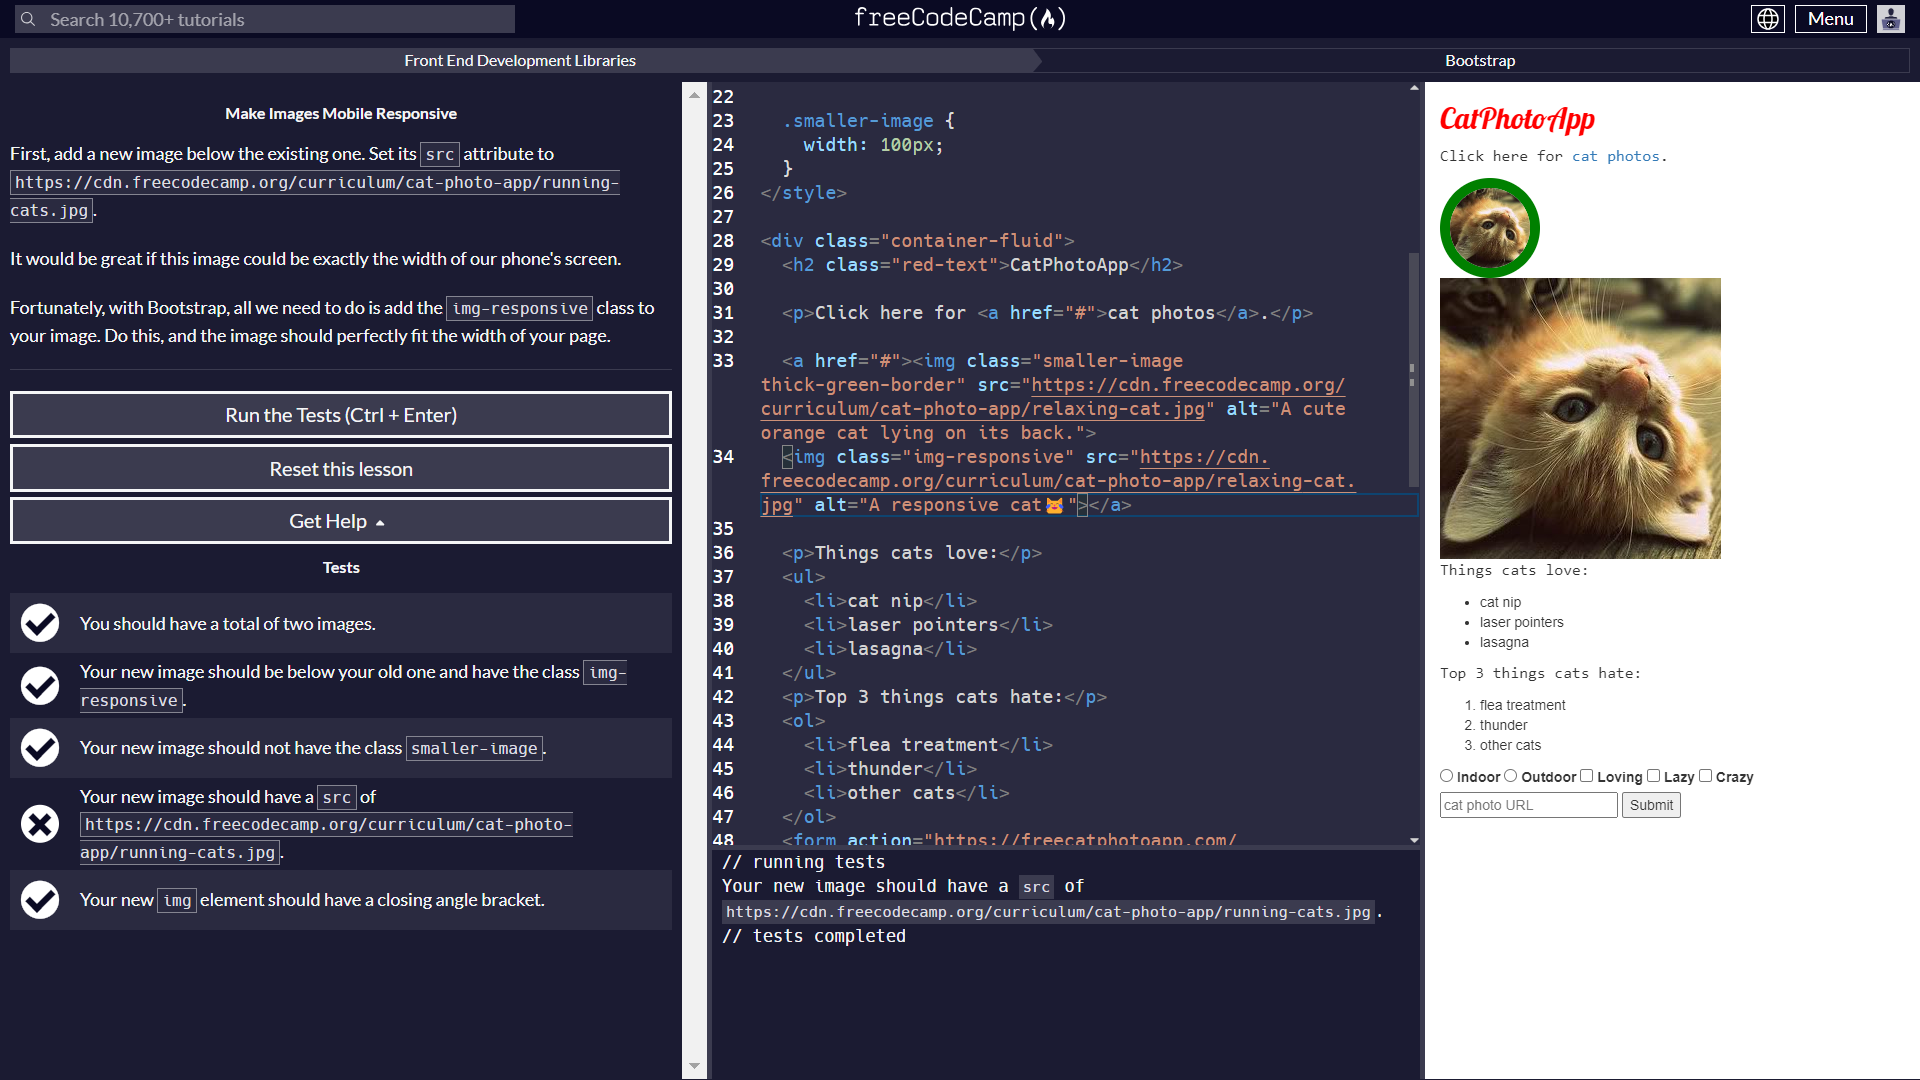 Search 10,700+ tutorials
freeCodeCamp
Menu
Front End Development Libraries
Bootstrap
Make Images Mobile Responsive
First, add a new image below the existing one. Set its src attribute to
https://cdn.freecodecamp.org/curriculum/cat-photo-app/running-
cats.jpg.
It would be great if this image could be exactly the width of our phone's screen.
Fortunately, with Bootstrap, all we need to do is add the img-responsive class to
your image. Do this, and the image should perfectly fit the width of your page.
Run the Tests (Ctrl + Enter)
Reset this lesson
Get Help
Tests
You should have a total of two images.
Your new image should be below your old one and have the class img-
responsive.
Your new image should not have the class smaller-image.
Your new image should have a src of
https://cdn.freecodecamp.org/curriculum/cat-photo-
app/running-cats.jpg.
Your new img element should have a closing angle bracket.
22
23 .smaller-image {
24 width: 100px;
25 }
26 </style>
27
28 <div class="container-fluid">
29 <h2 class="red-text">CatPhotoApp</h2>
30
31 <p>Click here for <a href="#">cat photos</a>.</p>
32
33 <a href="#"><img class="smaller-image
thick-green-border" src="https://cdn.freecodecamp.org/
curriculum/cat-photo-app/relaxing-cat.jpg" alt="A cute
orange cat lying on its back.">
34 <img class="img-responsive" src="https://cdn.
freecodecamp.org/curriculum/cat-photo-app/relaxing-cat.
jpg" alt="A responsive cat😹"></a>
35
36 <p>Things cats love:</p>
37 <ul>
38 <li>cat nip</li>
39 <li>laser pointers</li>
40 <li>lasagna</li>
41 </ul>
42 <p>Top 3 things cats hate:</p>
43 <ol>
44 <li>flea treatment</li>
45 <li>thunder</li>
46 <li>other cats</li>
47 </ol>
48 <form action="https://freecatphotoapp.com/
// running tests
Your new image should have a src of
https://cdn.freecodecamp.org/curriculum/cat-photo-app/running-cats.jpg.
// tests completed
CatPhotoApp
Click here for cat photos.
Things cats love:
• cat nip
• laser pointers
• lasagna
Top 3 things cats hate:
1. flea treatment
2. thunder
3. other cats
Indoor Outdoor Loving Lazy Crazy
cat photo URL Submit